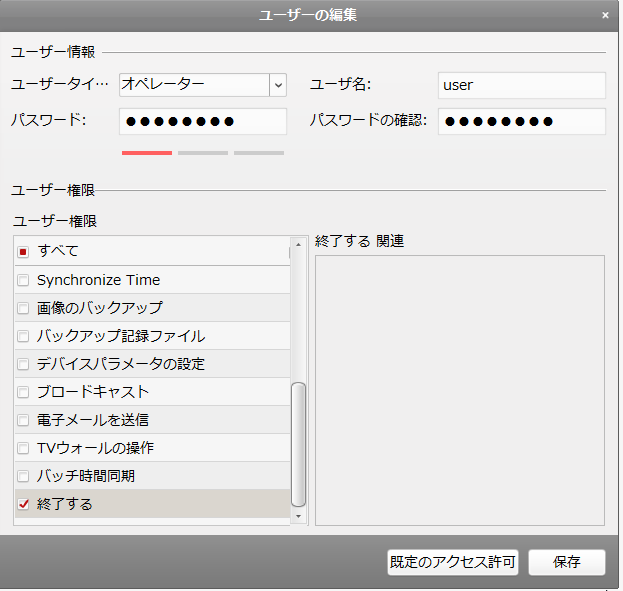 ユーザーの編集
ユーザー情報
ユーザータイ… オペレーター ユーザ名: user
パスワード: ●●●●●●●● パスワードの確認: ●●●●●●●●
ユーザー権限
ユーザー権限
すべて
終了する 関連
Synchronize Time
画像のバックアップ
バックアップ記録ファイル
デバイスパラメータの設定
ブロードキャスト
電子メールを送信
TVウォールの操作
バッチ時間同期
終了する
既定のアクセス許可 保存